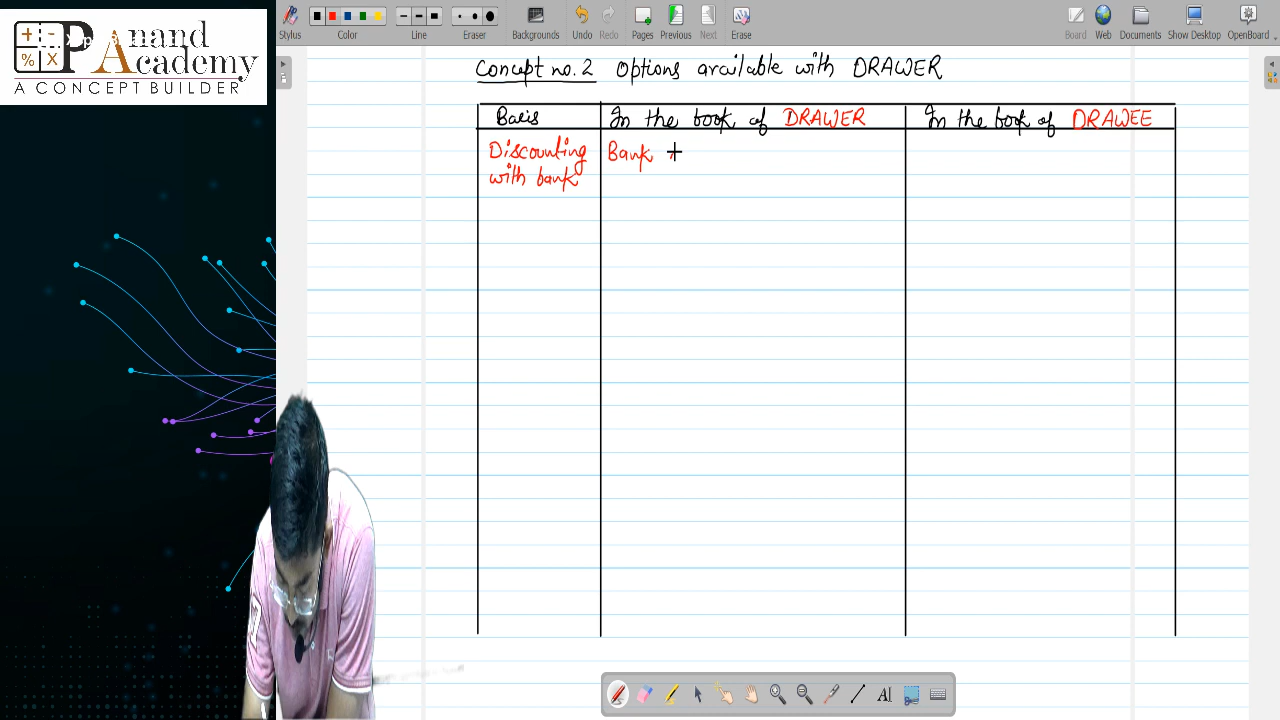 Anand
PAcademy
A CONCEPT BUILDER
Stylus
Color
Line
Eraser
Backgrounds
Undo
Redo
Pages
Previous
Next
Erase
Board
Web
Documents
Show Desktop
OpenBoard
Concept no. 2 Options available with DRAWER
Basis
In the book of DRAWER
In the book of DRAWEE
Discounting
with bank
Bank